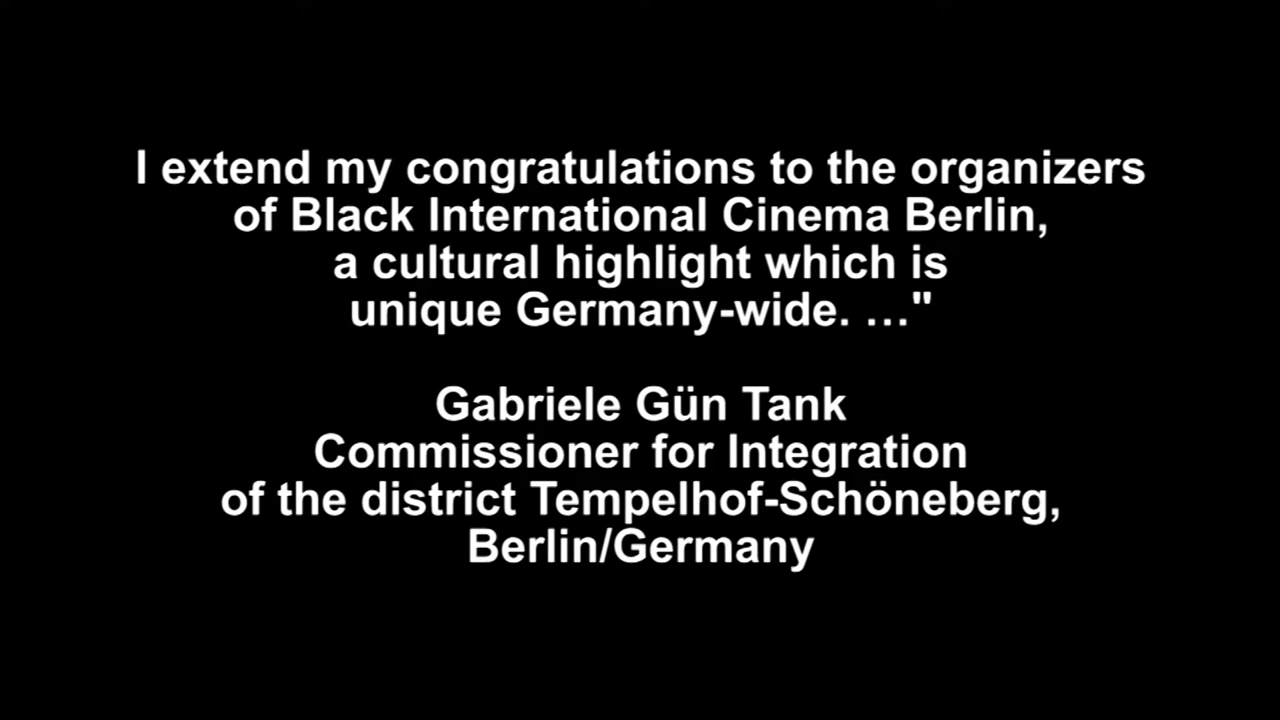 I extend my congratulations to the organizers
of Black International Cinema Berlin,
a cultural highlight which is
unique Germany-wide. …"
Gabriele Gün Tank
Commissioner for Integration
of the district Tempelhof-Schöneberg,
Berlin/Germany